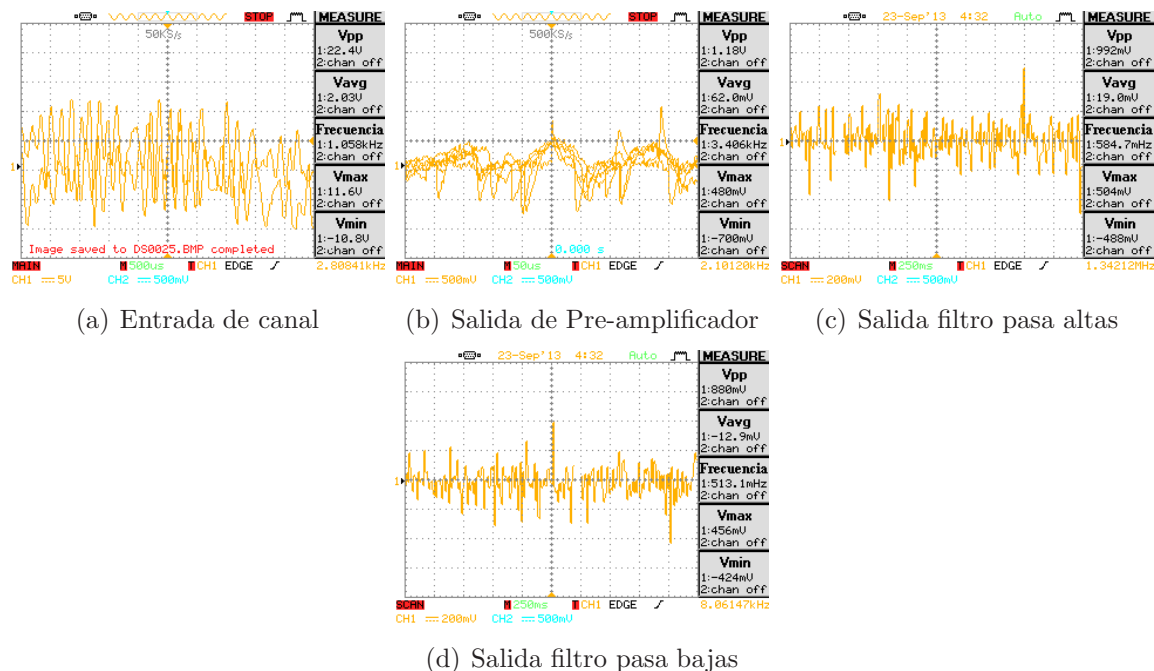 STOP
MEASURE
50KS/s
Vpp
1:22.4V
2:chan off
Vavg
1:2.03V
2:chan off
Frecuencia
1:1.058kHz
2:chan off
Vmax
1:11.6V
2:chan off
Vmin
1:-10.8V
2:chan off
1
Image saved to DS0025.BMP completed
MAIN M 500us T CH1 EDGE 2.80841kHz
CH1 5V CH2 500mV
(a) Entrada de canal
STOP
MEASURE
500KS/s
Vpp
1:1.18V
2:chan off
Vavg
1:62.0mV
2:chan off
Frecuencia
1:3.406kHz
2:chan off
Vmax
1:480mV
2:chan off
Vmin
1:-700mV
2:chan off
1
0.000 s
MAIN M 50us T CH1 EDGE 2.10120kHz
CH1 500mV CH2 500mV
(b) Salida de Pre-amplificador
23-Sep'13 4:32 Auto
MEASURE
Vpp
1:992mV
2:chan off
Vavg
1:19.0mV
2:chan off
Frecuencia
1:584.7mHz
2:chan off
Vmax
1:504mV
2:chan off
Vmin
1:-488mV
2:chan off
1
SCAN M 250ms T CH1 EDGE 1.34212MHz
CH1 200mV CH2 500mV
(c) Salida filtro pasa altas
23-Sep'13 4:32 Auto
MEASURE
Vpp
1:880mV
2:chan off
Vavg
1:-12.9mV
2:chan off
Frecuencia
1:513.1mHz
2:chan off
Vmax
1:456mV
2:chan off
Vmin
1:-424mV
2:chan off
1
SCAN M 250ms T CH1 EDGE 8.06147kHz
CH1 200mV CH2 500mV
(d) Salida filtro pasa bajas